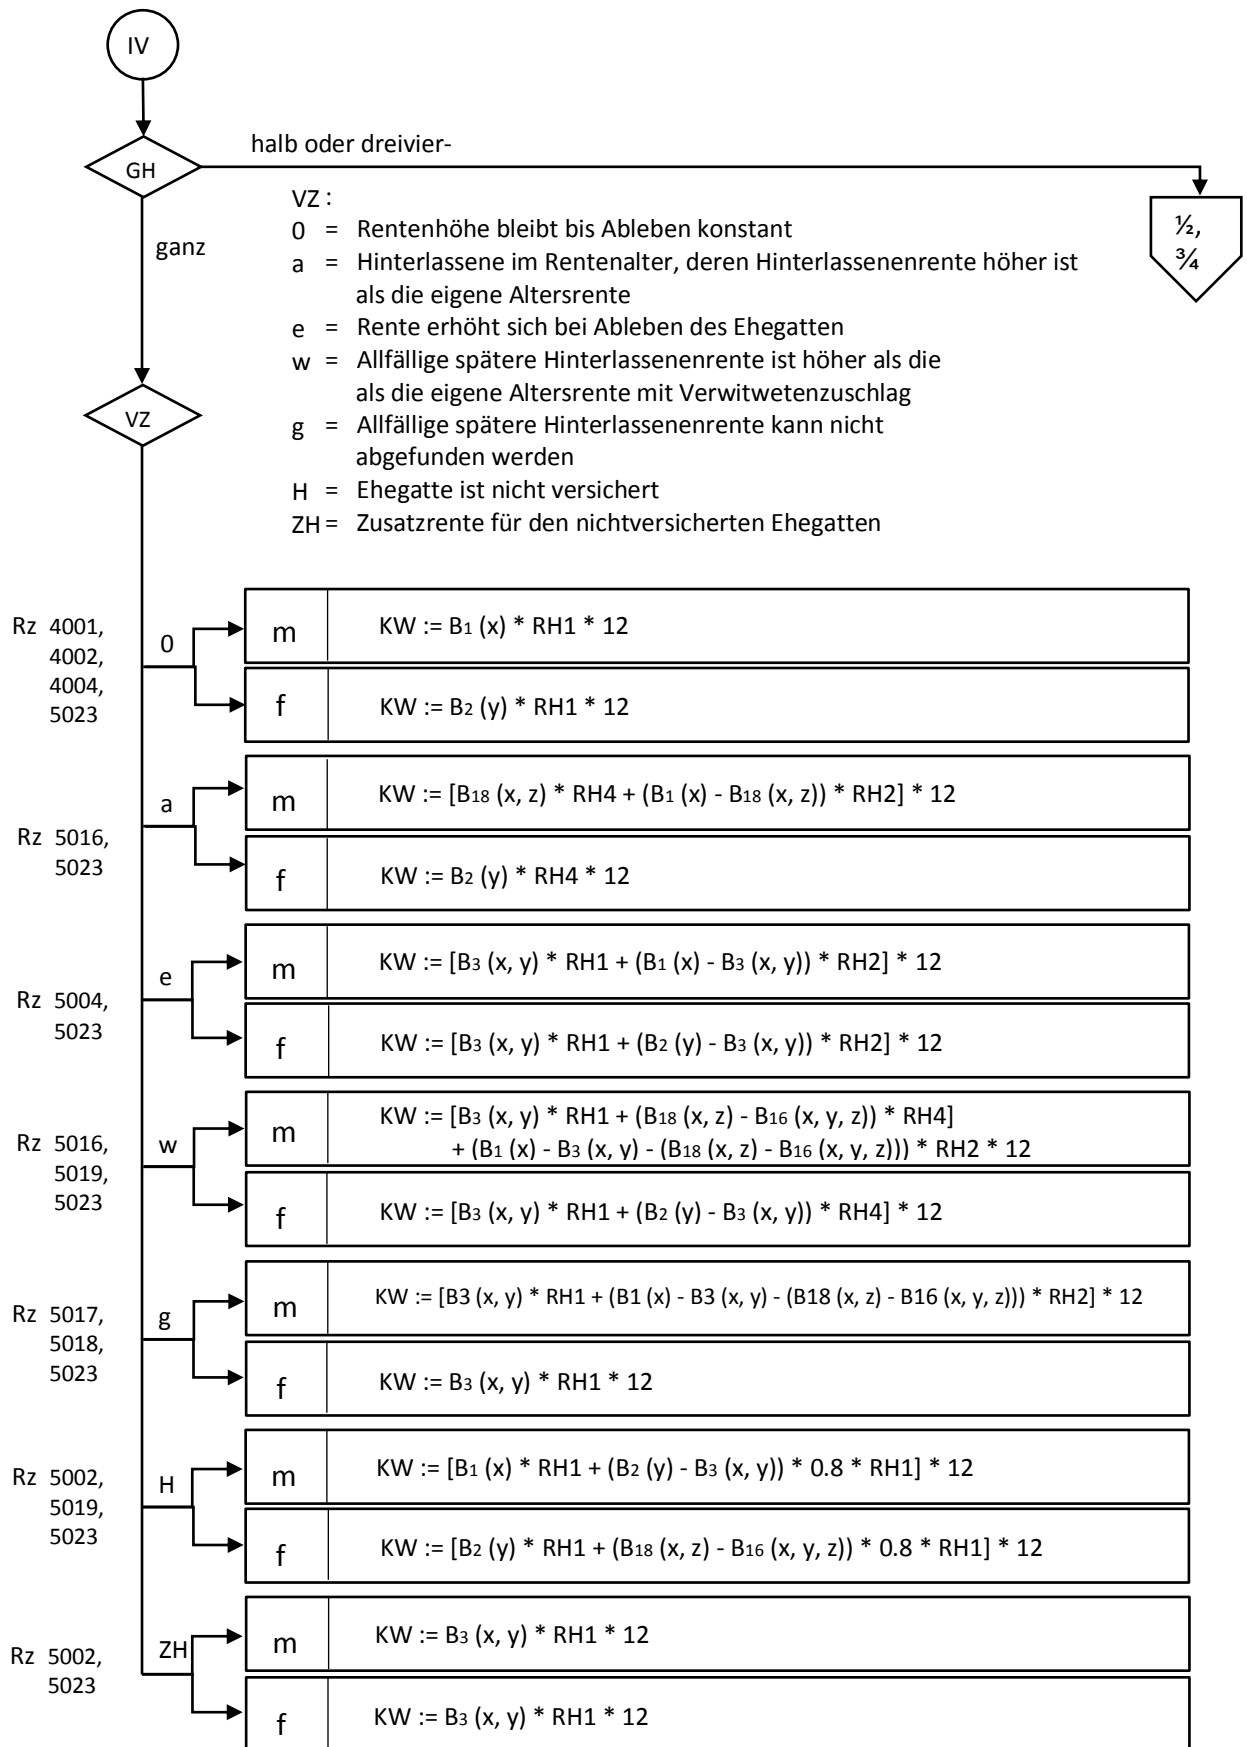 IV
halb oder dreivier-
GH
½,
¾
ganz
VZ :
0 = Rentenhöhe bleibt bis Ableben konstant
a = Hinterlassene im Rentenalter, deren Hinterlassenenrente höher ist
als die eigene Altersrente
e = Rente erhöht sich bei Ableben des Ehegatten
w = Allfällige spätere Hinterlassenenrente ist höher als die
als die eigene Altersrente mit Verwitwetenzuschlag
g = Allfällige spätere Hinterlassenenrente kann nicht
abgefunden werden
H = Ehegatte ist nicht versichert
ZH = Zusatzrente für den nichtversicherten Ehegatten
VZ
Rz 4001,
4002,
4004,
5023
0
m KW := B1 (x) * RH1 * 12
f KW := B2 (y) * RH1 * 12
Rz 5016,
5023
a
m KW := [B18 (x, z) * RH4 + (B1 (x) - B18 (x, z)) * RH2] * 12
f KW := B2 (y) * RH4 * 12
Rz 5004,
5023
e
m KW := [B3 (x, y) * RH1 + (B1 (x) - B3 (x, y)) * RH2] * 12
f KW := [B3 (x, y) * RH1 + (B2 (y) - B3 (x, y)) * RH2] * 12
Rz 5016,
5019,
5023
w
m KW := [B3 (x, y) * RH1 + (B18 (x, z) - B16 (x, y, z)) * RH4]
+ (B1 (x) - B3 (x, y) - (B18 (x, z) - B16 (x, y, z))) * RH2 * 12
f KW := [B3 (x, y) * RH1 + (B2 (y) - B3 (x, y)) * RH4] * 12
Rz 5017,
5018,
5023
g
m KW := [B3 (x, y) * RH1 + (B1 (x) - B3 (x, y) - (B18 (x, z) - B16 (x, y, z))) * RH2] * 12
f KW := B3 (x, y) * RH1 * 12
Rz 5002,
5019,
5023
H
m KW := [B1 (x) * RH1 + (B2 (y) - B3 (x, y)) * 0.8 * RH1] * 12
f KW := [B2 (y) * RH1 + (B18 (x, z) - B16 (x, y, z)) * 0.8 * RH1] * 12
Rz 5002,
5023
ZH
m KW := B3 (x, y) * RH1 * 12
f KW := B3 (x, y) * RH1 * 12